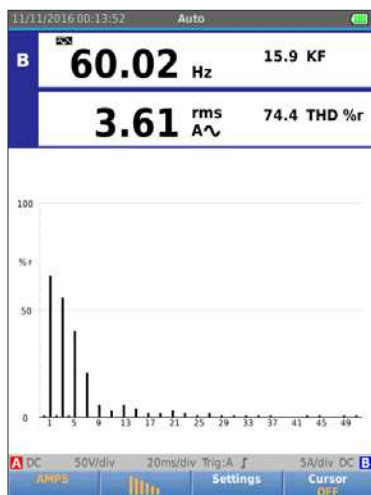 11/11/2016 00:13:52 Auto
B
60.02 Hz 15.9 KF
3.61 rms A∿ 74.4 THD %r
100
%r
50
0
1 5 9 13 17 21 25 29 33 37 41 45 49
A DC 50V/div 20ms/div Trig:A ʃ 5A/div DC B
AMPS Settings Cursor
OFF